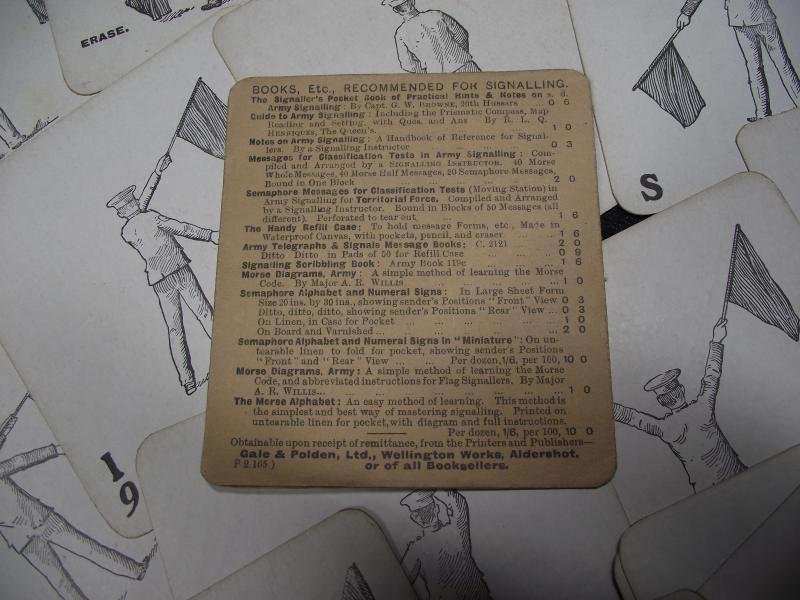 ERASE.
BOOKS, Etc., RECOMMENDED FOR SIGNALLING.
The Signaller's Pocket Book of Practical Hints & Notes on s. d.
Army Signalling: By Capt. G. W. BROWNE, 20th Hussars 0 6
Guide to Army Signalling: Including the Prismatic Compass, Map
Reading and Setting, with Ques. and Ans By R. L. Q.
HENRIQUES, The Queen's. 1 0
Notes on Army Signalling: A Handbook of Reference for Signal-
lers. By a Signalling Instructor 0 3
Messages for Classification Tests in Army Signalling: Com-
piled and Arranged by a SIGNALLING INSTRUCTOR. 40 Morse
Whole Messages, 40 Morse Half Messages, 20 Semaphore Messages,
Bound in One Block ... 2 0
Semaphore Messages for Classification Tests (Moving Station) in
Army Signalling for Territorial Force. Compiled and Arranged
by a Signalling Instructor. Bound in Blocks of 50 Messages (all
different). Perforated to tear out 1 6
The Handy Refill Case: To hold message Forms, etc., Made in
Waterproof Canvas, with pockets, pencil, and eraser ... 1 6
Army Telegraphs & Signals Message Books: C. 2121 2 0
Ditto Ditto in Pads of 50 for Refill Case ... 0 9
Signalling Scribbling Book: Army Book 119c ... 1 6
Morse Diagrams, Army: A simple method of learning the Morse
Code. By Major A. R. WILLIS ... 1 0
Semaphore Alphabet and Numeral Signs: In Large Sheet Form
Size 20 ins. by 30 ins., showing sender's Positions "Front" View 0 3
Ditto, ditto, ditto, showing sender's Positions "Rear" View ... 0 3
On Linen, in Case for Pocket ... 1 0
On Board and Varnished ... 2 0
Semaphore Alphabet and Numeral Signs in "Miniature": On un-
tearable linen to fold for pocket, showing sender's Positions
"Front" and "Rear" View ... Per dozen, 1/6, per 100, 10 0
Morse Diagrams, Army: A simple method of learning the Morse
Code, and abbreviated instructions for Flag Signallers. By Major
A. R. WILLIS... 1 0
The Morse Alphabet: An easy method of learning. This method is
the simplest and best way of mastering signalling. Printed on
untearable linen for pocket, with diagram and full instructions.
Per dozen, 1/6, per 100, 10 0
Obtainable upon receipt of remittance, from the Printers and Publishers—
Gale & Polden, Ltd., Wellington Works, Aldershot,
or of all Booksellers.
P 2,165)
S
I
9